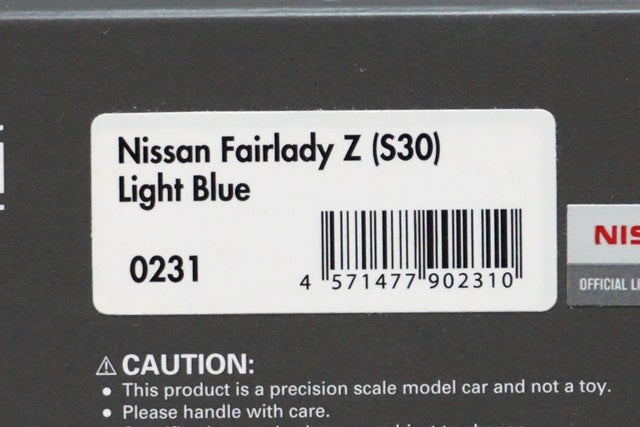 Nissan Fairlady Z (S30)
Light Blue
0231
4 571477 902310
NIS
OFFICIAL LI
⚠ CAUTION:
• This product is a precision scale model car and not a toy.
• Please handle with care.